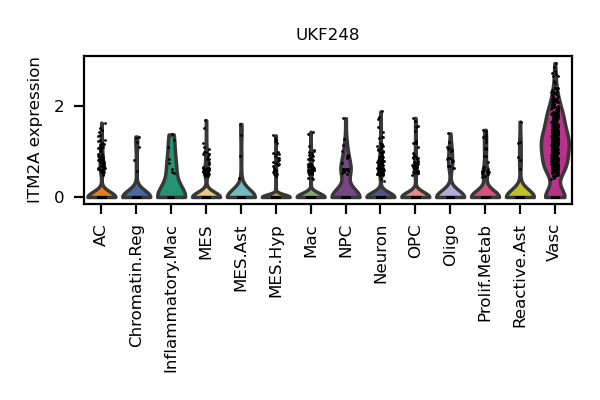 UKF248
ITM2A expression
2
0
AC
Chromatin.Reg
Inflammatory.Mac
MES
MES.Ast
MES.Hyp
Mac
NPC
Neuron
OPC
Oligo
Prolif.Metab
Reactive.Ast
Vasc